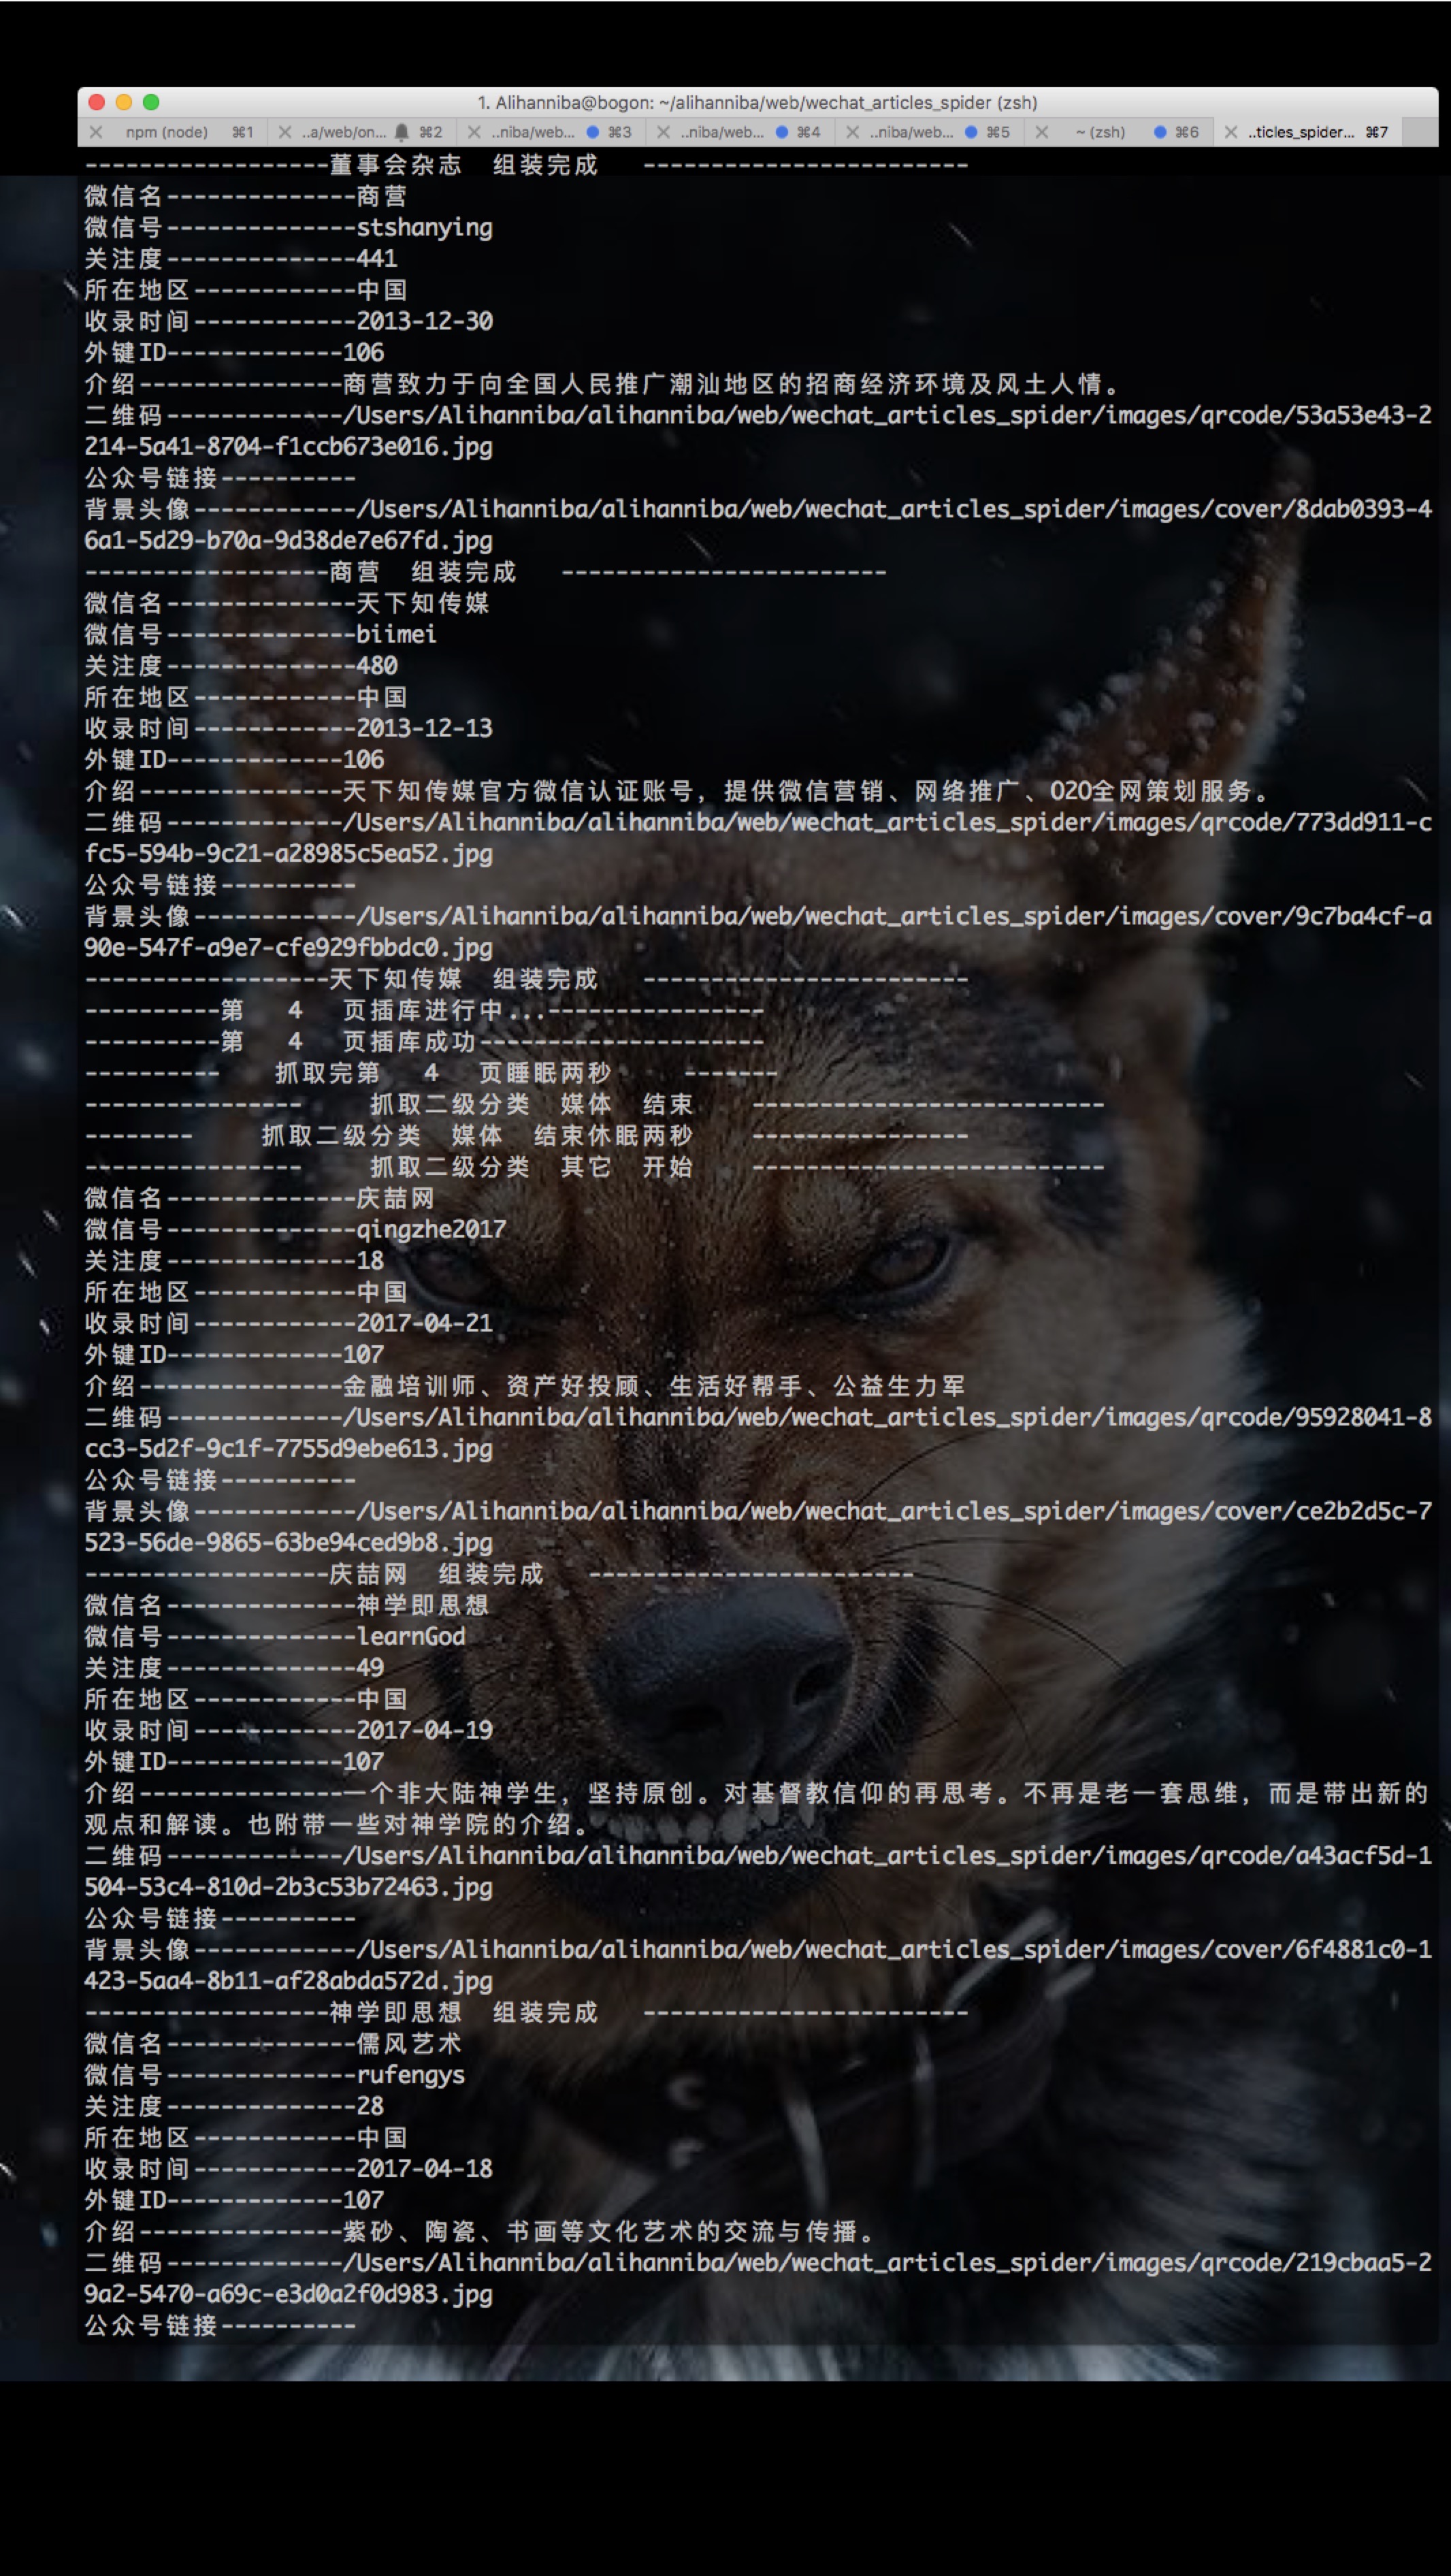 1. Alihanniba@bogon: ~/alihanniba/web/wechat_articles_spider (zsh)
npm (node) ⌘1 ..a/web/on... ⌘2 ..niba/web... ⌘3 ..niba/web... ⌘4 ..niba/web... ⌘5 ~ (zsh) ⌘6 ..ticles_spider... ⌘7
------------------董事会杂志 组装完成 ------------------------
微信名--------------商营
微信号--------------stshanying
关注度--------------441
所在地区------------中国
收录时间------------2013-12-30
外键ID-------------106
介绍---------------商营致力于向全国人民推广潮汕地区的招商经济环境及风土人情。
二维码-------------/Users/Alihanniba/alihanniba/web/wechat_articles_spider/images/qrcode/53a53e43-2
214-5a41-8704-f1ccb673e016.jpg
公众号链接----------
背景头像------------/Users/Alihanniba/alihanniba/web/wechat_articles_spider/images/cover/8dab0393-4
6a1-5d29-b70a-9d38de7e67fd.jpg
------------------商营 组装完成 ------------------------
微信名--------------天下知传媒
微信号--------------biimei
关注度--------------480
所在地区------------中国
收录时间------------2013-12-13
外键ID-------------106
介绍---------------天下知传媒官方微信认证账号，提供微信营销、网络推广、O2O全网策划服务。
二维码-------------/Users/Alihanniba/alihanniba/web/wechat_articles_spider/images/qrcode/773dd911-c
fc5-594b-9c21-a28985c5ea52.jpg
公众号链接----------
背景头像------------/Users/Alihanniba/alihanniba/web/wechat_articles_spider/images/cover/9c7ba4cf-a
90e-547f-a9e7-cfe929fbbdc0.jpg
------------------天下知传媒 组装完成 ------------------------
----------第 4 页插库进行中...----------------
----------第 4 页插库成功---------------------
---------- 抓取完第 4 页睡眠两秒 -------
---------------- 抓取二级分类 媒体 结束 --------------------------
-------- 抓取二级分类 媒体 结束休眠两秒 ----------------
---------------- 抓取二级分类 其它 开始 --------------------------
微信名--------------庆喆网
微信号--------------qingzhe2017
关注度--------------18
所在地区------------中国
收录时间------------2017-04-21
外键ID-------------107
介绍---------------金融培训师、资产好投顾、生活好帮手、公益生力军
二维码-------------/Users/Alihanniba/alihanniba/web/wechat_articles_spider/images/qrcode/95928041-8
cc3-5d2f-9c1f-7755d9ebe613.jpg
公众号链接----------
背景头像------------/Users/Alihanniba/alihanniba/web/wechat_articles_spider/images/cover/ce2b2d5c-7
523-56de-9865-63be94ced9b8.jpg
------------------庆喆网 组装完成 ------------------------
微信名--------------神学即思想
微信号--------------learnGod
关注度--------------49
所在地区------------中国
收录时间------------2017-04-19
外键ID-------------107
介绍---------------一个非大陆神学生，坚持原创。对基督教信仰的再思考。不再是老一套思维，而是带出新的
观点和解读。也附带一些对神学院的介绍。
二维码-------------/Users/Alihanniba/alihanniba/web/wechat_articles_spider/images/qrcode/a43acf5d-1
504-53c4-810d-2b3c53b72463.jpg
公众号链接----------
背景头像------------/Users/Alihanniba/alihanniba/web/wechat_articles_spider/images/cover/6f4881c0-1
423-5aa4-8b11-af28abda572d.jpg
------------------神学即思想 组装完成 ------------------------
微信名--------------儒风艺术
微信号--------------rufengys
关注度--------------28
所在地区------------中国
收录时间------------2017-04-18
外键ID-------------107
介绍---------------紫砂、陶瓷、书画等文化艺术的交流与传播。
二维码-------------/Users/Alihanniba/alihanniba/web/wechat_articles_spider/images/qrcode/219cbaa5-2
9a2-5470-a69c-e3d0a2f0d983.jpg
公众号链接----------